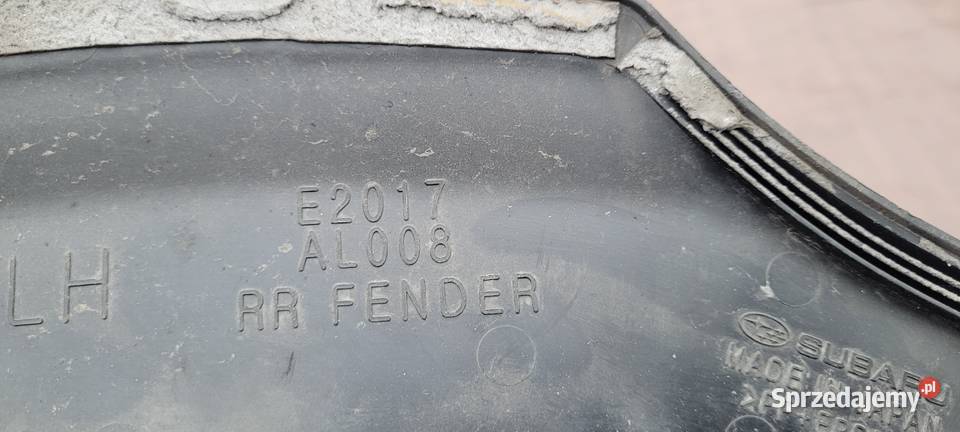 E2017
AL008
LH
RR FENDER
SUBARU
MADE IN JAPAN
Sprzedajemy.pl